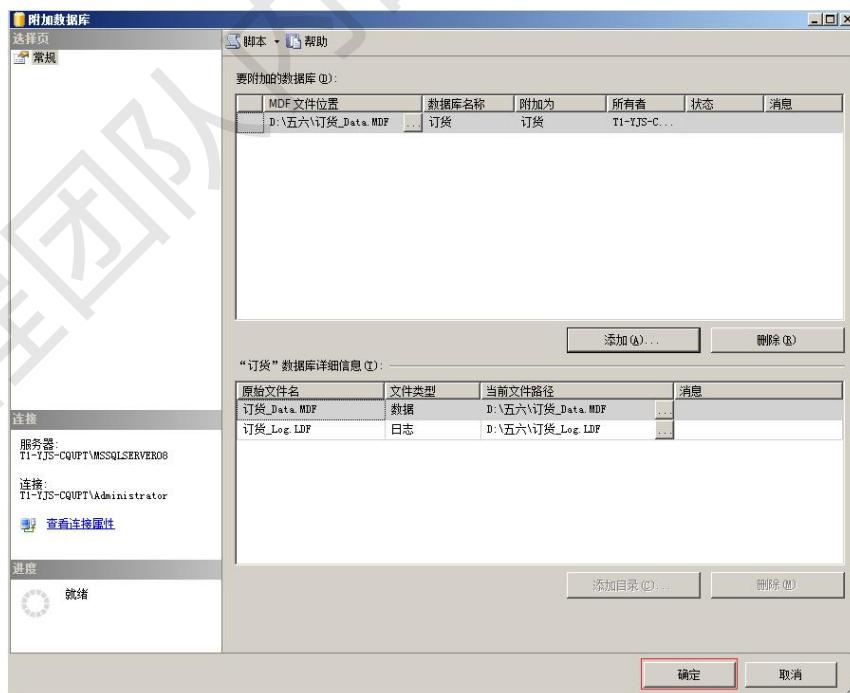 附加数据库
选择页
常规
脚本 帮助
要附加的数据库(D):
MDF 文件位置 数据库名称 附加为 所有者 状态 消息
D:\五六\订货_Data.MDF ... 订货 订货 T1-YJS-C...
添加(A)... 删除(R)
“订货”数据库详细信息(T):
原始文件名 文件类型 当前文件路径 消息
订货_Data.MDF 数据 D:\五六\订货_Data.MDF ...
订货_Log.LDF 日志 D:\五六\订货_Log.LDF ...
连接
服务器:
T1-YJS-CQUPT\MSSQLSERVER08
连接:
T1-YJS-CQUPT\Administrator
查看连接属性
进度
就绪
添加目录(C)... 删除(M)
确定 取消
团队内